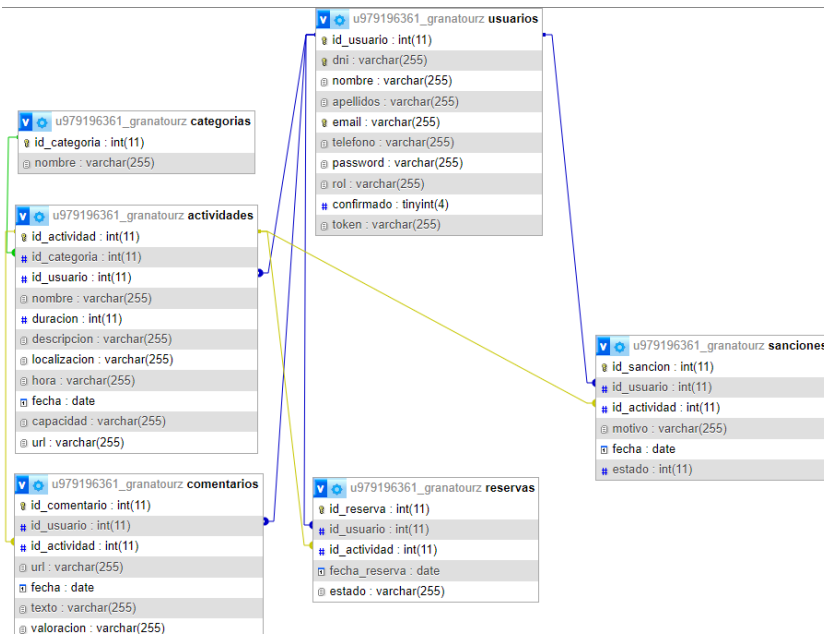 u979196361_granatourz usuarios
id_usuario : int(11)
dni : varchar(255)
nombre : varchar(255)
apellidos : varchar(255)
email : varchar(255)
telefono : varchar(255)
password : varchar(255)
rol : varchar(255)
confirmado : tinyint(4)
token : varchar(255)
u979196361_granatourz categorias
id_categoria : int(11)
nombre : varchar(255)
u979196361_granatourz actividades
id_actividad : int(11)
id_categoria : int(11)
id_usuario : int(11)
nombre : varchar(255)
duracion : int(11)
descripcion : varchar(255)
localizacion : varchar(255)
hora : varchar(255)
fecha : date
capacidad : varchar(255)
url : varchar(255)
u979196361_granatourz sanciones
id_sancion : int(11)
id_usuario : int(11)
id_actividad : int(11)
motivo : varchar(255)
fecha : date
estado : int(11)
u979196361_granatourz comentarios
id_comentario : int(11)
id_usuario : int(11)
id_actividad : int(11)
url : varchar(255)
fecha : date
texto : varchar(255)
valoracion : varchar(255)
u979196361_granatourz reservas
id_reserva : int(11)
id_usuario : int(11)
id_actividad : int(11)
fecha_reserva : date
estado : varchar(255)